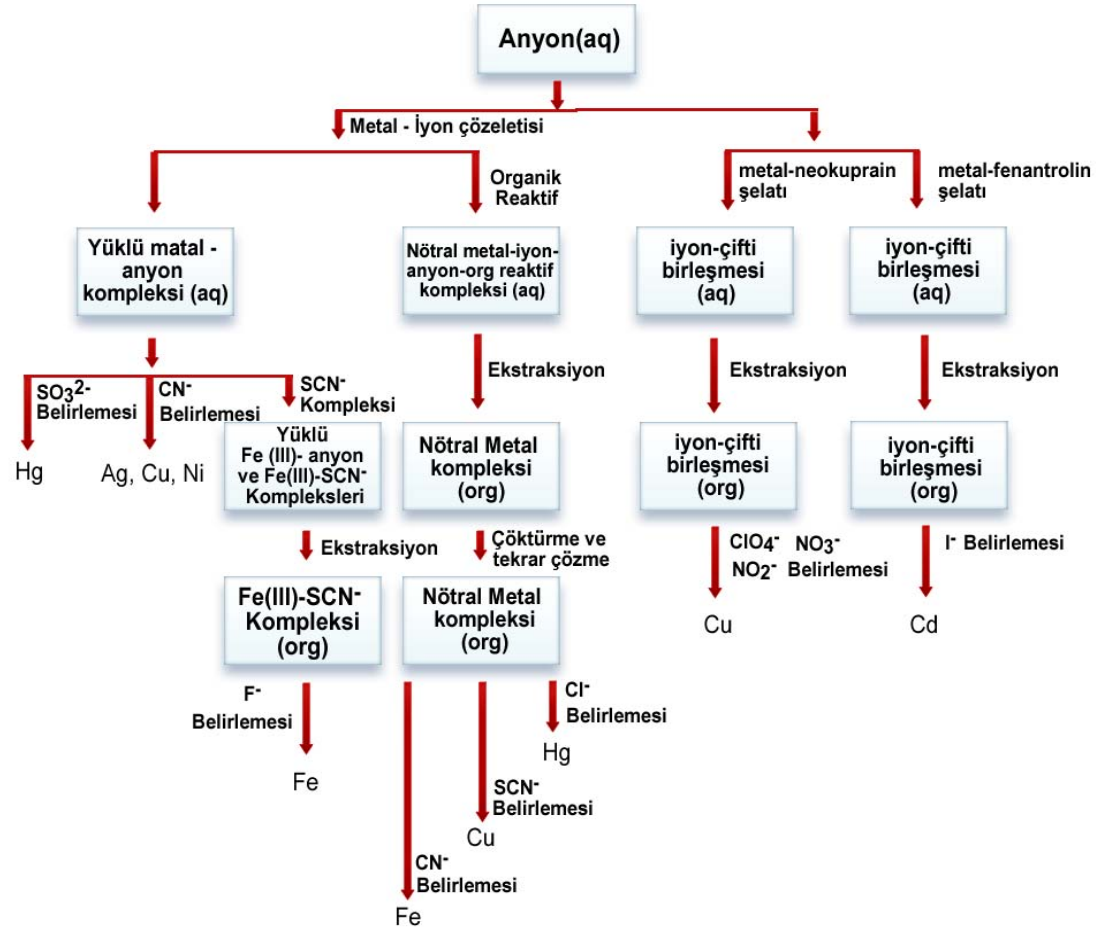 Anyon(aq)
Metal - İyon çözeletisi
Organik
Reaktif
metal-neokuprain
şelatı
metal-fenantrolin
şelatı
Yüklü matal -
anyon
kompleksi (aq)
Nötral metal-iyon-
anyon-org reaktif
kompleksi (aq)
iyon-çifti
birleşmesi
(aq)
iyon-çifti
birleşmesi
(aq)
Ekstraksiyon
Ekstraksiyon
Ekstraksiyon
SO3²-
Belirlemesi
CN-
Belirlemesi
SCN-
Kompleksi
Hg
Ag, Cu, Ni
Yüklü
Fe (III)- anyon
ve Fe(III)-SCN-
Kompleksleri
Nötral Metal
kompleksi
(org)
iyon-çifti
birleşmesi
(org)
iyon-çifti
birleşmesi
(org)
Ekstraksiyon
Çöktürme ve
tekrar çözme
ClO4- NO3-
NO2- Belirlemesi
I- Belirlemesi
Fe(III)-SCN-
Kompleksi
(org)
Nötral Metal
kompleksi
(org)
Cu
Cd
F-
Belirlemesi
Cl-
Belirlemesi
Hg
Fe
SCN-
Belirlemesi
Cu
CN-
Belirlemesi
Fe